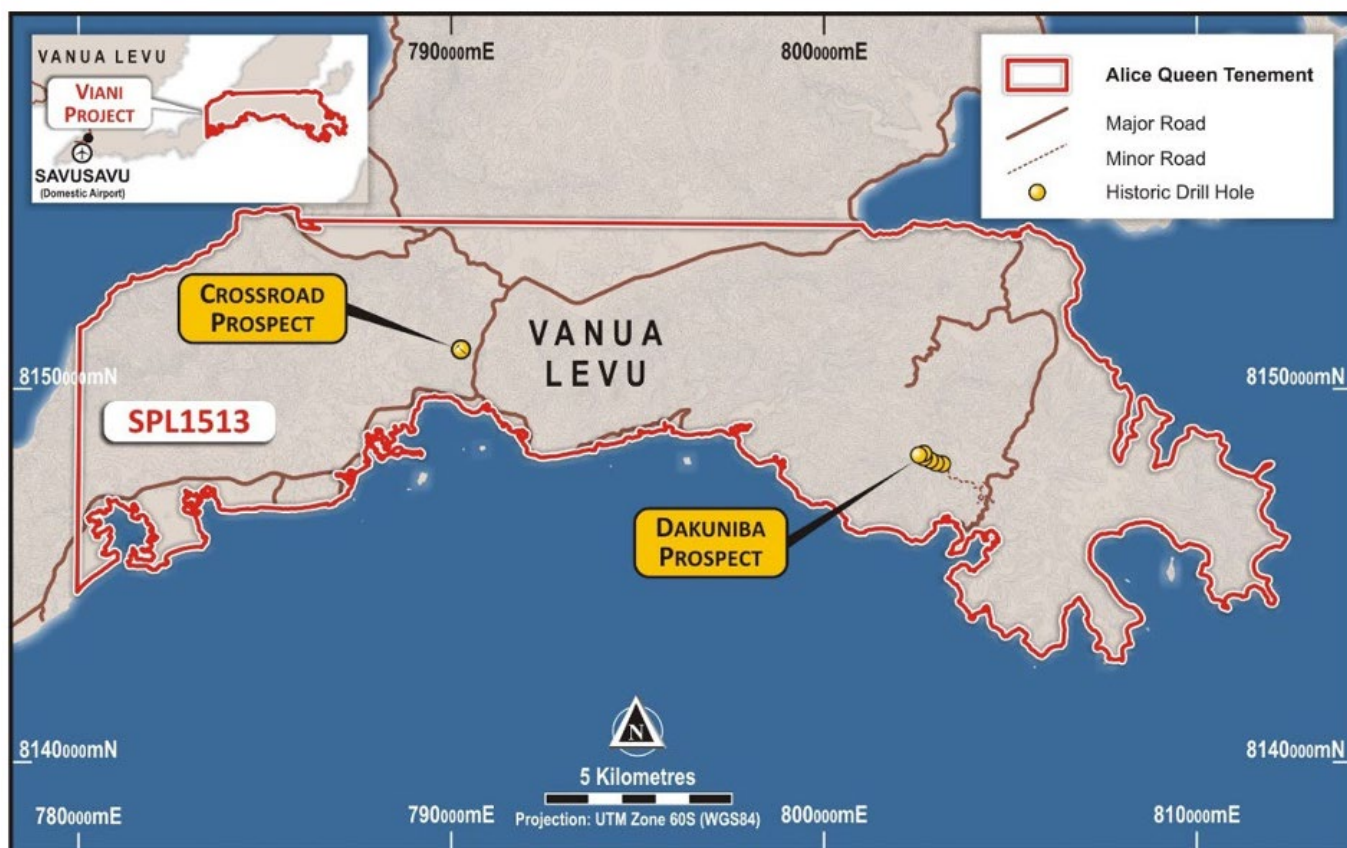 VANUA LEVU
VIANI
PROJECT
SAVUSAVU
(Domestic Airport)
790000mE
800000mE
Alice Queen Tenement
Major Road
Minor Road
Historic Drill Hole
CROSSROAD
PROSPECT
VANUA
LEVU
8150000mN
8150000mN
SPL1513
DAKUNIBA
PROSPECT
N
8140000mN
8140000mN
5 Kilometres
Projection: UTM Zone 60S (WGS84)
780000mE
790000mE
800000mE
810000mE